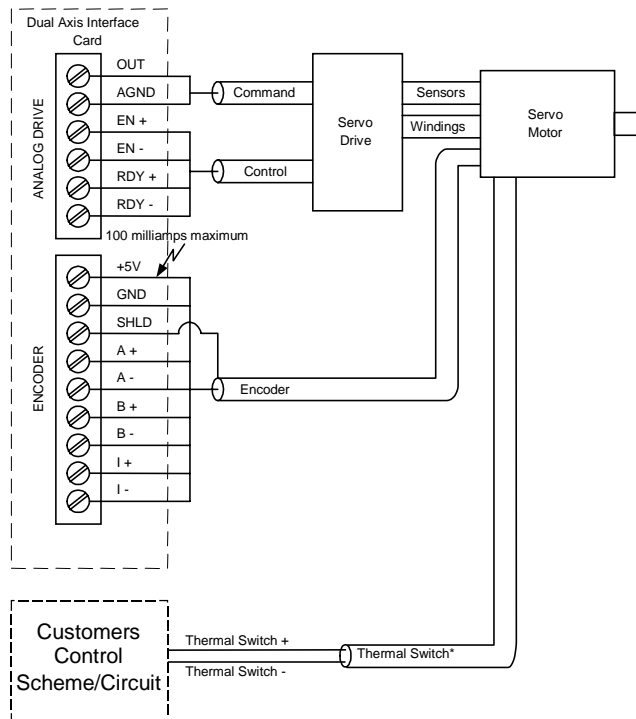 Dual Axis Interface
Card
ANALOG DRIVE
OUT
AGND
EN +
EN -
RDY +
RDY -
Command
Control
Servo
Drive
Sensors
Windings
Servo
Motor
100 milliamps maximum
ENCODER
+5V
GND
SHLD
A +
A -
B +
B -
I +
I -
Encoder
Customers
Control
Scheme/Circuit
Thermal Switch +
Thermal Switch -
Thermal Switch*